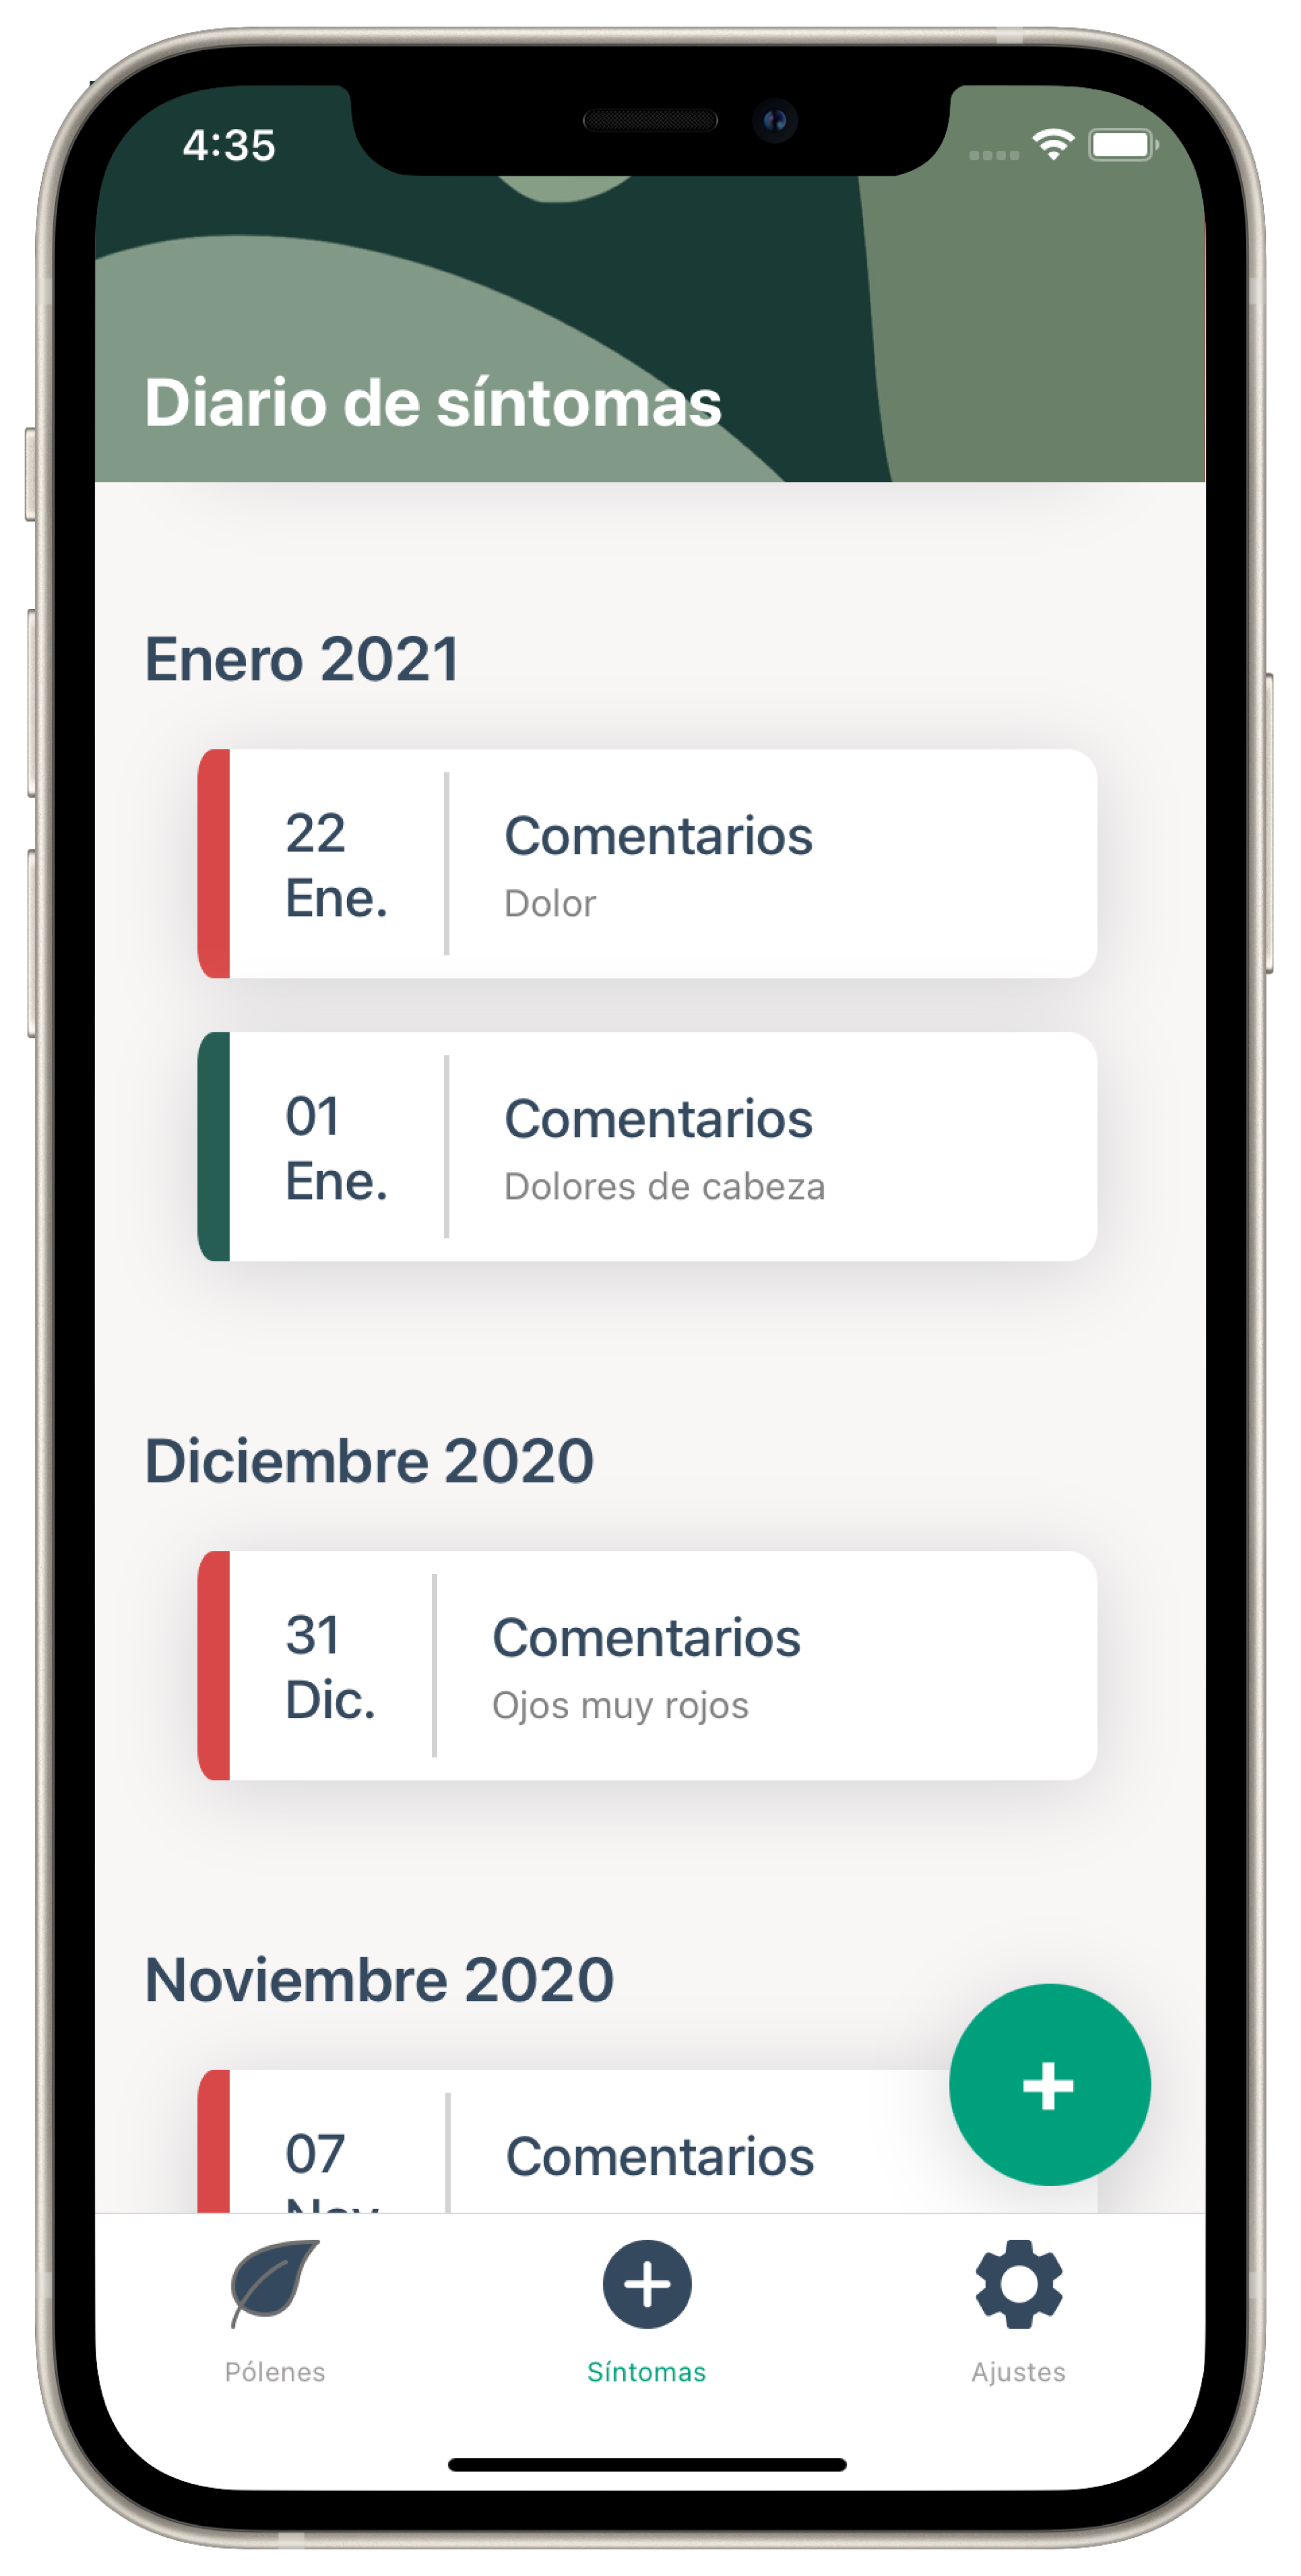 4:35
Diario de síntomas
Enero 2021
22
Ene.
Comentarios
Dolor
01
Ene.
Comentarios
Dolores de cabeza
Diciembre 2020
31
Dic.
Comentarios
Ojos muy rojos
Noviembre 2020
07
Comentarios
Pólenes
Síntomas
Ajustes